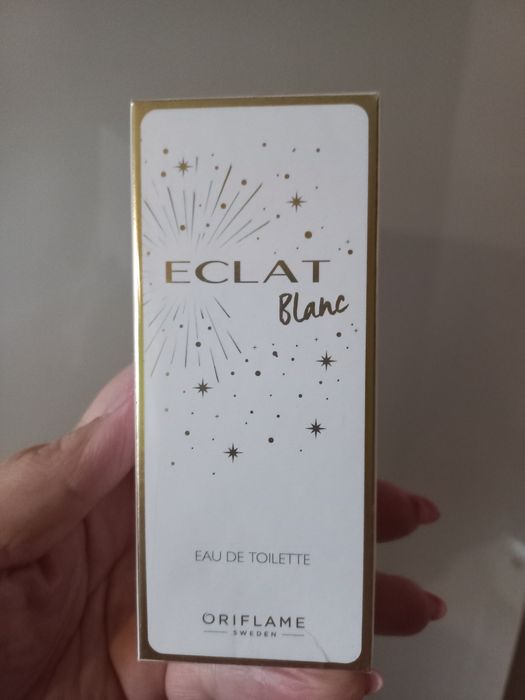 ECLAT
Blanc
EAU DE TOILETTE
ORIFLAME
SWEDEN